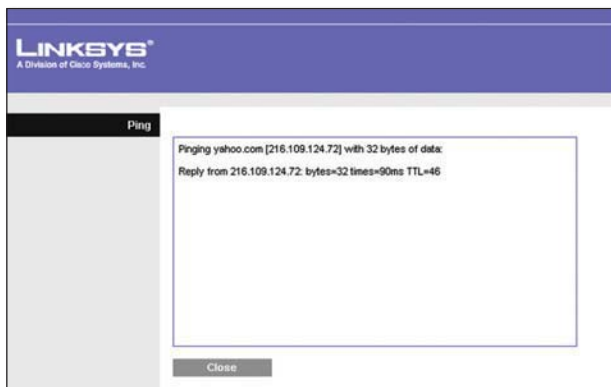 LINKSYS®
A Division of Cisco Systems, Inc.
Ping
Pinging yahoo.com [216.109.124.72] with 32 bytes of data:
Reply from 216.109.124.72: bytes=32 times=90ms TTL=46
Close